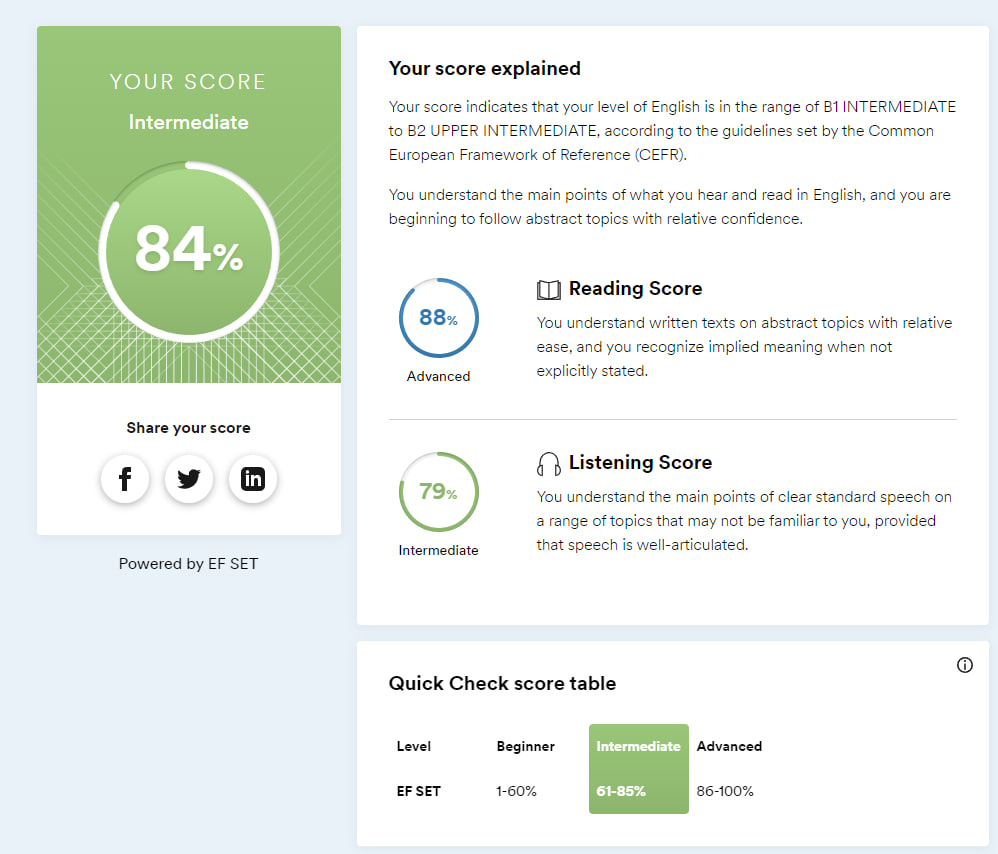 YOUR SCORE
Intermediate
84%
Share your score
Powered by EF SET
Your score explained
Your score indicates that your level of English is in the range of B1 INTERMEDIATE
to B2 UPPER INTERMEDIATE, according to the guidelines set by the Common
European Framework of Reference (CEFR).
You understand the main points of what you hear and read in English, and you are
beginning to follow abstract topics with relative confidence.
88%
Advanced
Reading Score
You understand written texts on abstract topics with relative
ease, and you recognize implied meaning when not
explicitly stated.
79%
Intermediate
Listening Score
You understand the main points of clear standard speech on
a range of topics that may not be familiar to you, provided
that speech is well-articulated.
Quick Check score table
Level Beginner Intermediate Advanced
EF SET 1-60% 61-85% 86-100%